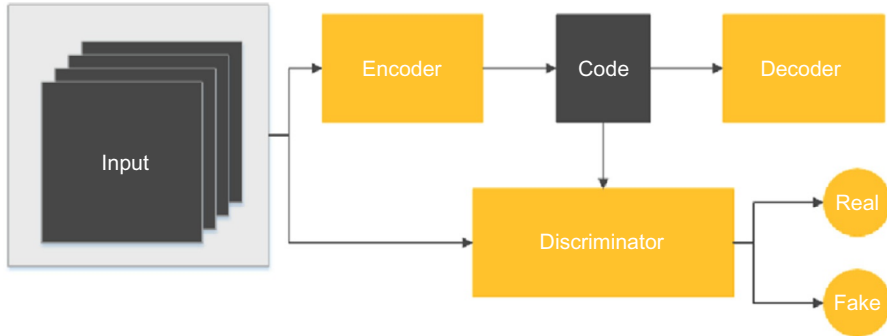 Input
Encoder
Code
Decoder
Discriminator
Real
Fake